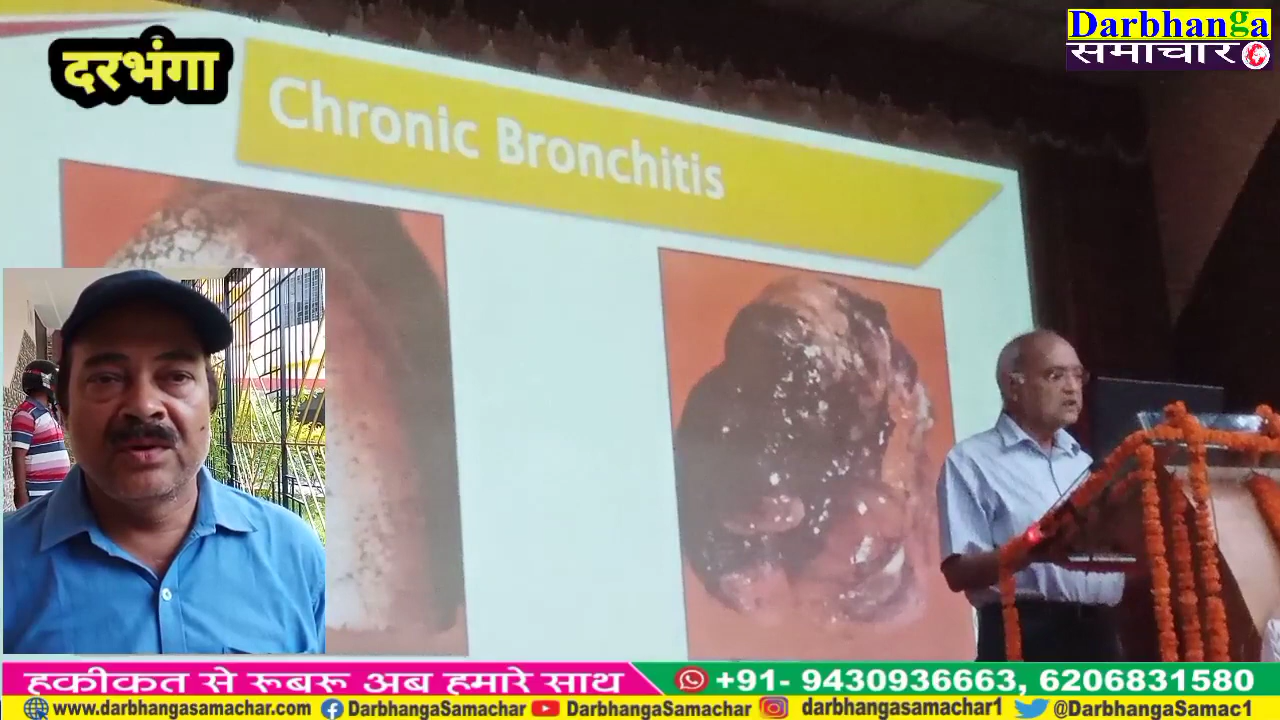 दरभंगा
Darbhanga
समाचार
Chronic Bronchitis
हकीकत से रूबरू अब हमारे साथ
+91- 9430936663, 6206831580
www.darbhangasamachar.com DarbhangaSamachar DarbhangaSamachar darbhangasamachar1 @DarbhangaSamac1